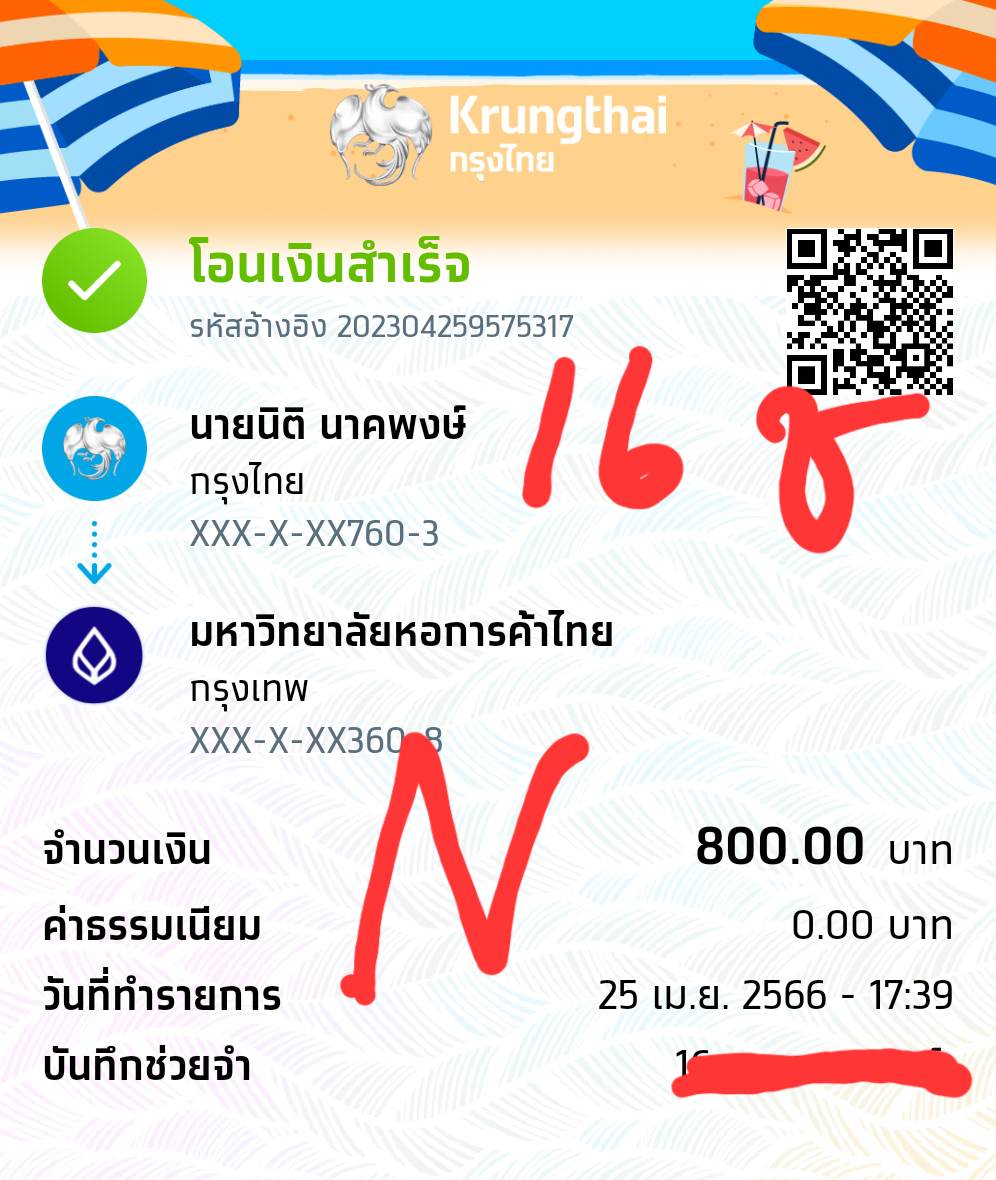 Krungthai
กรุงไทย
โอนเงินสำเร็จ
รหัสอ้างอิง 202304259575317
16 ช
นายนิติ นาคพงษ์
กรุงไทย
XXX-X-XX760-3
มหาวิทยาลัยหอการค้าไทย
กรุงเทพ
XXX-X-XX360-8
N
จำนวนเงิน 800.00 บาท
ค่าธรรมเนียม 0.00 บาท
วันที่ทำรายการ 25 เม.ย. 2566 - 17:39
บันทึกช่วยจำ